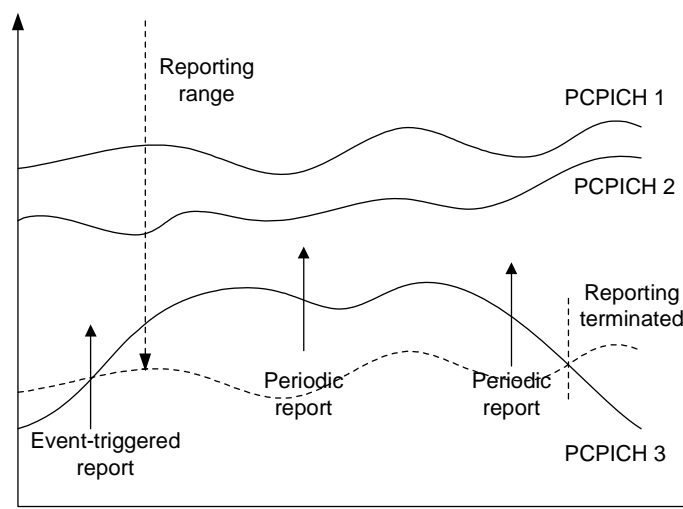 Reporting
range
PCPICH 1
PCPICH 2
Reporting
terminated
Periodic
report
Periodic
report
Event-triggered
report
PCPICH 3